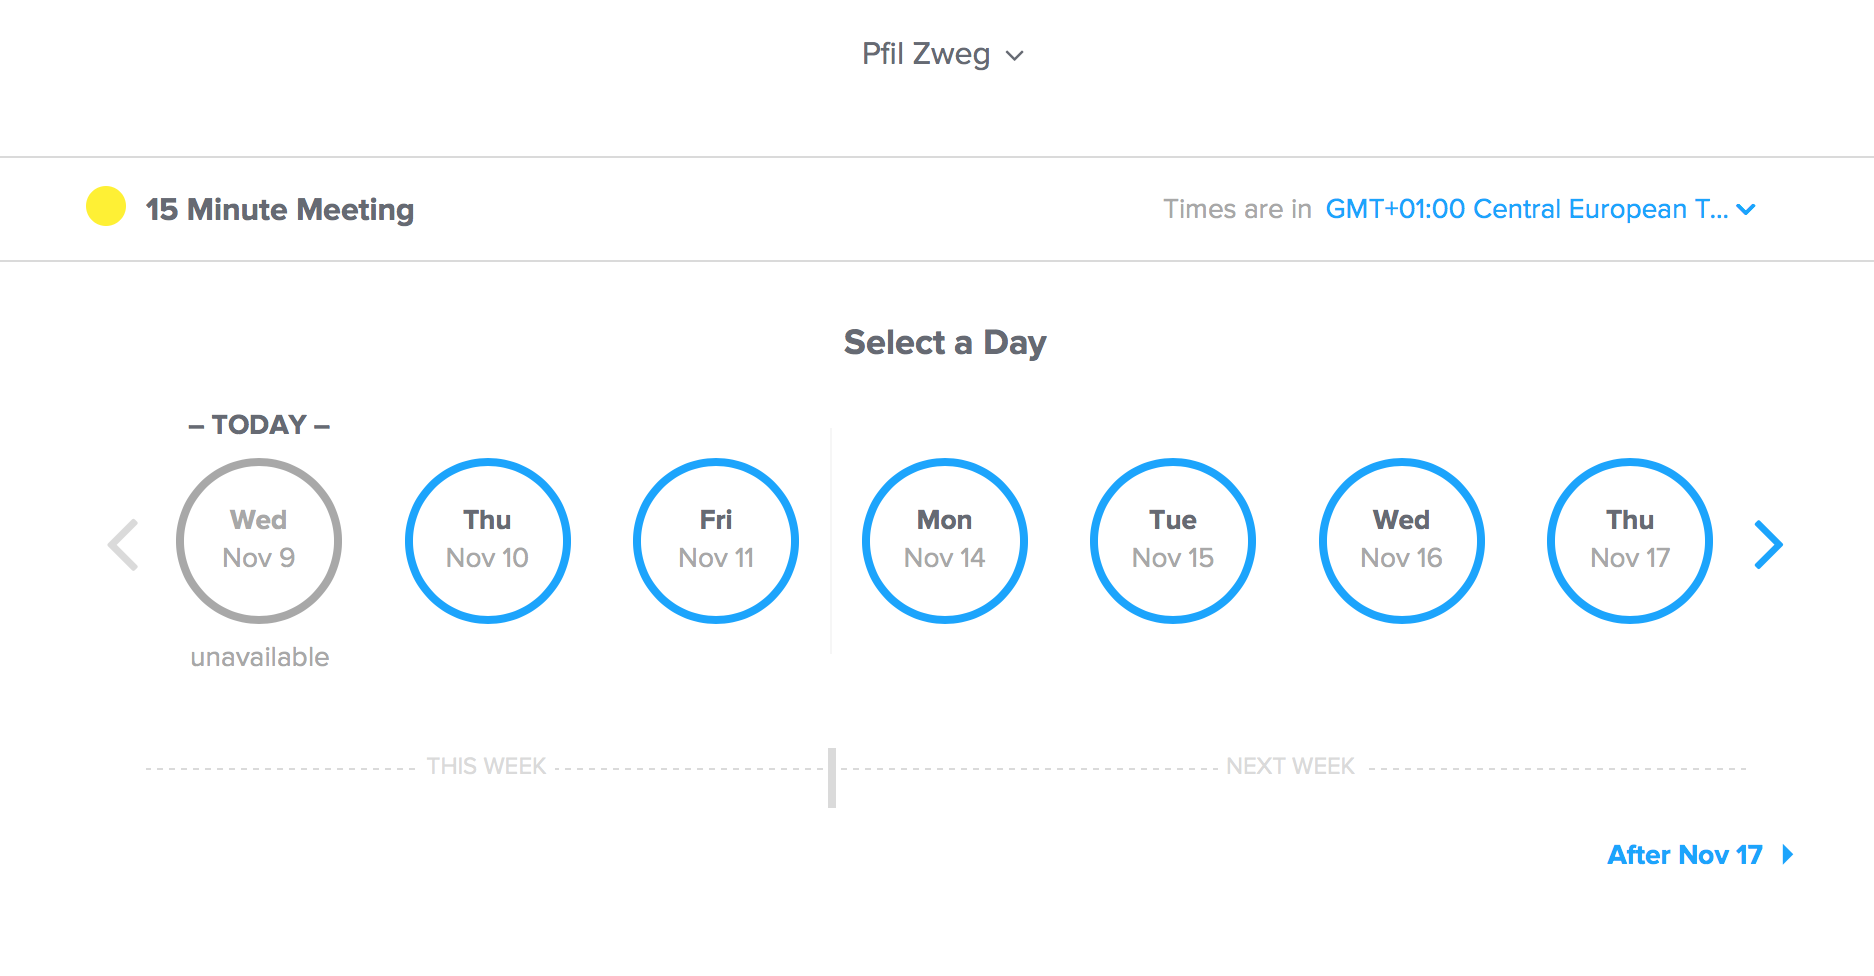 Pfil Zweg
15 Minute Meeting
Times are in GMT+01:00 Central European T...
Select a Day
– TODAY –
Wed
Nov 9
unavailable
Thu
Nov 10
Fri
Nov 11
Mon
Nov 14
Tue
Nov 15
Wed
Nov 16
Thu
Nov 17
THIS WEEK
NEXT WEEK
After Nov 17